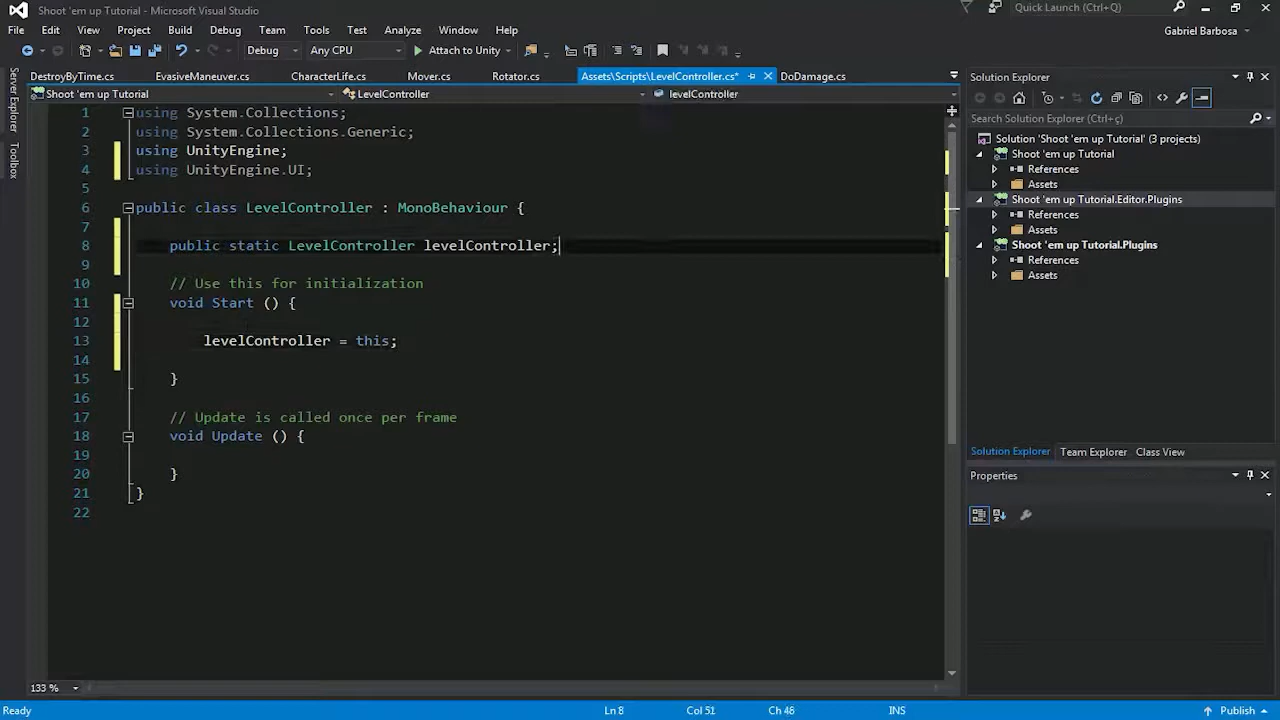 Shoot 'em up Tutorial - Microsoft Visual Studio
Quick Launch (Ctrl+Q)
File Edit View Project Build Debug Team Tools Test Analyze Window Help
Gabriel Barbosa
Debug Any CPU Attach to Unity
Server Explorer
Toolbox
DestroyByTime.cs EvasiveManeuver.cs CharacterLife.cs Mover.cs Rotator.cs Assets\Scripts\LevelController.cs* DoDamage.cs
Shoot 'em up Tutorial LevelController levelController
1 using System.Collections;
2 using System.Collections.Generic;
3 using UnityEngine;
4 using UnityEngine.UI;
5
6 public class LevelController : MonoBehaviour {
7
8 public static LevelController levelController;
9
10 // Use this for initialization
11 void Start () {
12
13 levelController = this;
14
15 }
16
17 // Update is called once per frame
18 void Update () {
19
20 }
21 }
22
133 %
Solution Explorer
Search Solution Explorer (Ctrl+ç)
Solution 'Shoot 'em up Tutorial' (3 projects)
Shoot 'em up Tutorial
References
Assets
Shoot 'em up Tutorial.Editor.Plugins
References
Assets
Shoot 'em up Tutorial.Plugins
References
Assets
Solution Explorer Team Explorer Class View
Properties
Ready Ln 8 Col 51 Ch 48 INS Publish